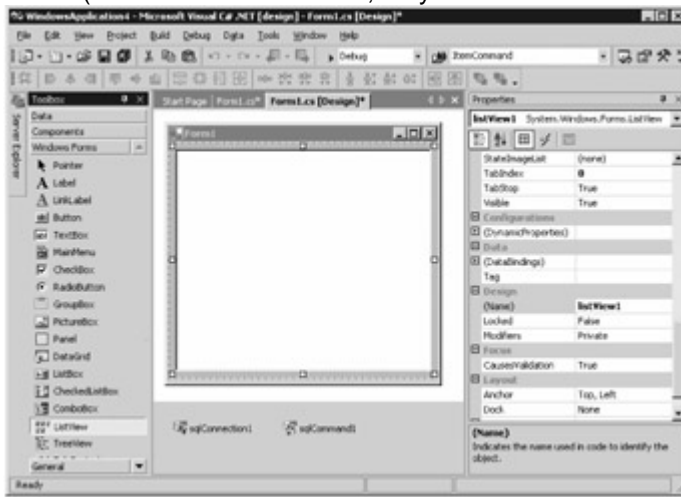 WindowsApplication4 - Microsoft Visual C# .NET [design] - Form1.cs [Design]*
File Edit View Project Build Debug Data Tools Window Help
Debug ItemCommand
Toolbox
Start Page Form1.cs* Form1.cs [Design]*
Properties
Server Explorer
Data
Components
Windows Forms
Pointer
A Label
A LinkLabel
ab Button
TextBox
MainMenu
CheckBox
RadioButton
GroupBox
PictureBox
Panel
DataGrid
ListBox
CheckedListBox
ComboBox
ListView
TreeView
General
Form1
sqlConnection1 sqlCommand1
listView1 System.Windows.Forms.ListView
StateImageList (none)
TabIndex 0
TabStop True
Visible True
Configurations
(DynamicProperties)
Data
(DataBindings)
Tag
Design
(Name) listView1
Locked False
Modifiers Private
Focus
CausesValidation True
Layout
Anchor Top, Left
Dock None
(Name)
Indicates the name used in code to identify the
object.
Ready